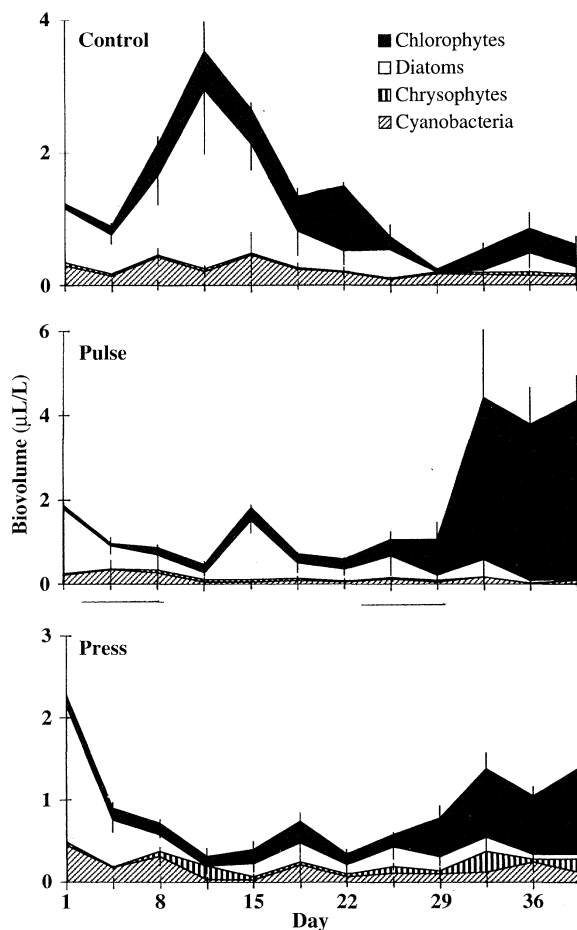 4
Control
Chlorophytes
Diatoms
Chrysophytes
Cyanobacteria
2
0
6
Pulse
4
2
0
Biovolume (µL/L)
3
Press
2
1
0
1 8 15 22 29 36
Day